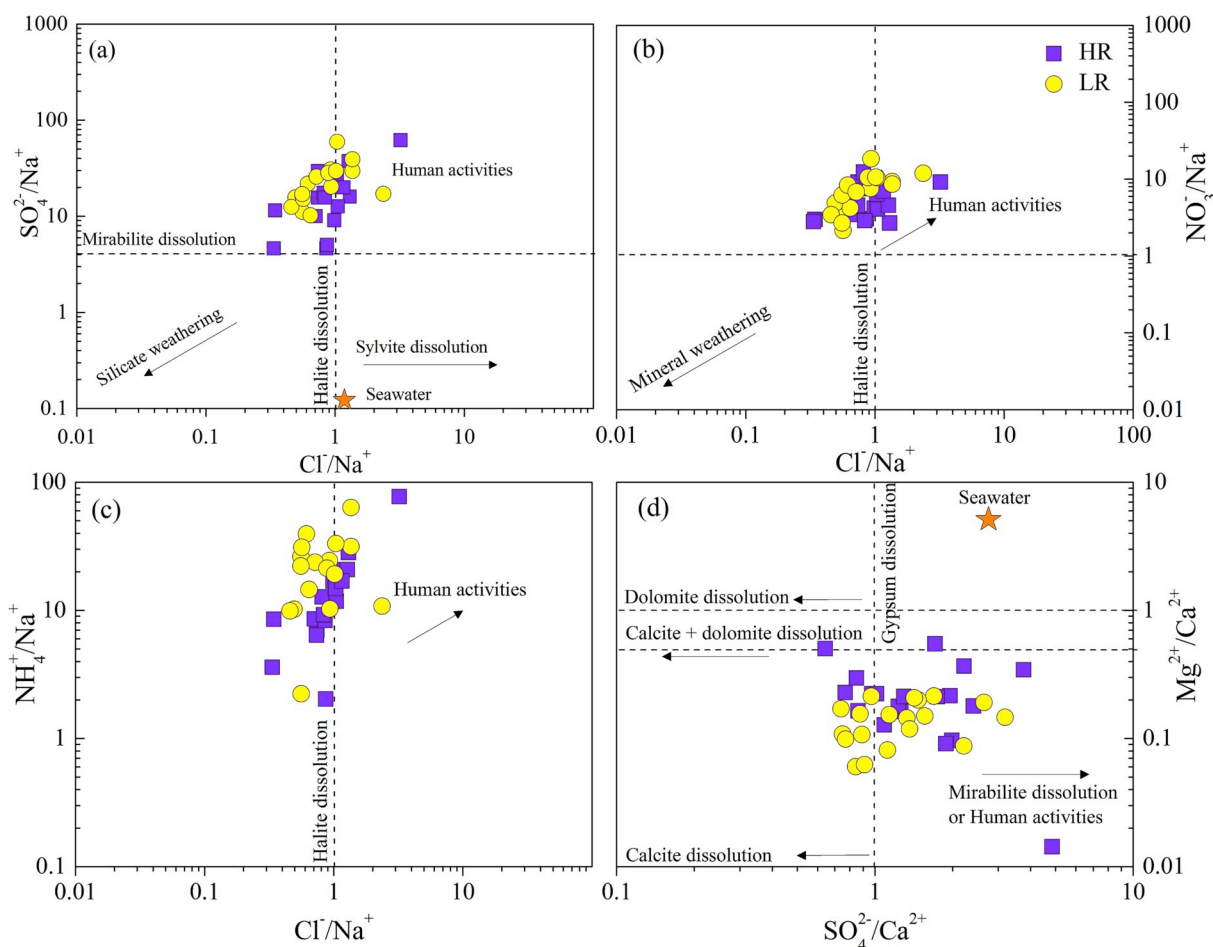 (a)
1000
100
10
1
0.1
SO₄²⁻/Na⁺
Human activities
Mirabilite dissolution
Silicate weathering
Halite dissolution
Sylvite dissolution
Seawater
0.01
0.1
1
10
Cl⁻/Na⁺
(b)
HR
LR
1000
100
10
1
0.1
0.01
NO₃⁻/Na⁺
Human activities
Mineral weathering
Halite dissolution
0.01
0.1
1
10
100
Cl⁻/Na⁺
(c)
100
10
1
0.1
NH₄⁺/Na⁺
Human activities
Halite dissolution
0.01
0.1
1
10
Cl⁻/Na⁺
(d)
Seawater
10
1
0.1
0.01
Mg²⁺/Ca²⁺
Gypsum dissolution
Dolomite dissolution
Calcite + dolomite dissolution
Mirabilite dissolution
or Human activities
Calcite dissolution
0.1
1
10
SO₄²⁻/Ca²⁺